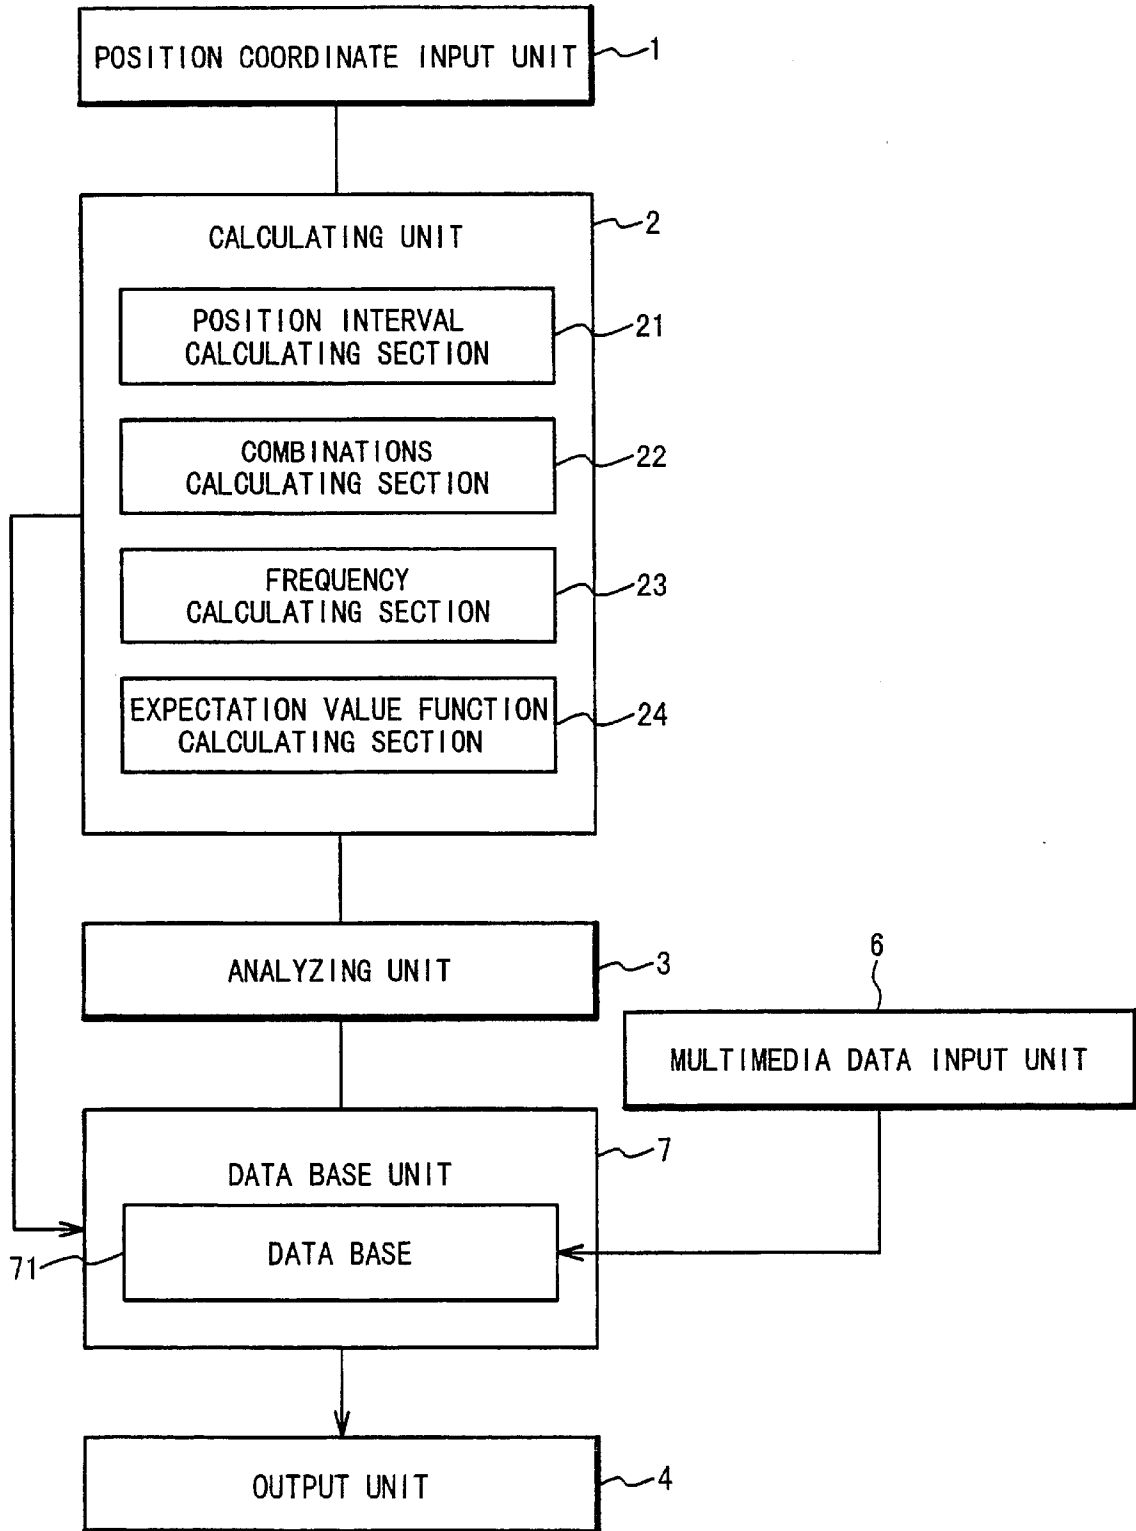 POSITION COORDINATE INPUT UNIT
1
CALCULATING UNIT
2
POSITION INTERVAL
CALCULATING SECTION
21
COMBINATIONS
CALCULATING SECTION
22
FREQUENCY
CALCULATING SECTION
23
EXPECTATION VALUE FUNCTION
CALCULATING SECTION
24
ANALYZING UNIT
3
6
MULTIMEDIA DATA INPUT UNIT
DATA BASE UNIT
7
DATA BASE
71
OUTPUT UNIT
4